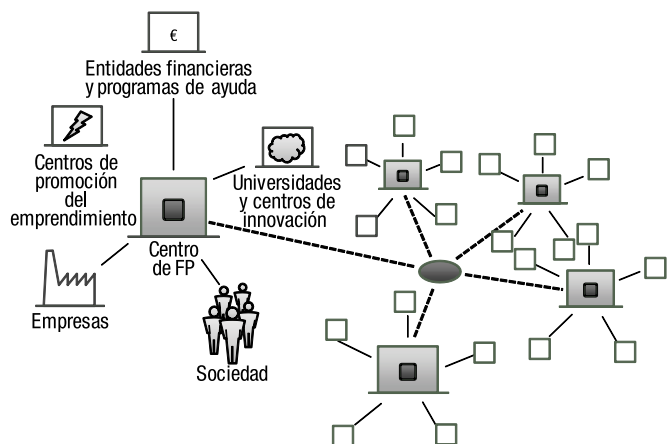 €
Entidades financieras
y programas de ayuda
Centros de
promoción
del
emprendimiento
Universidades
y centros de
innovación
Centro
de FP
Empresas
Sociedad